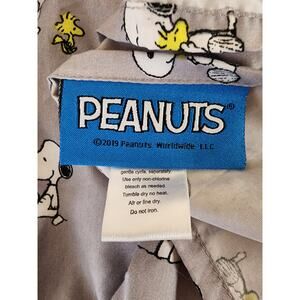 PEANUTS®
©2019 Peanuts Worldwide LLC
gentle cycle, separately
Use only non-chlorine
bleach as needed.
Tumble dry no heat.
Air or line dry.
Do not iron.